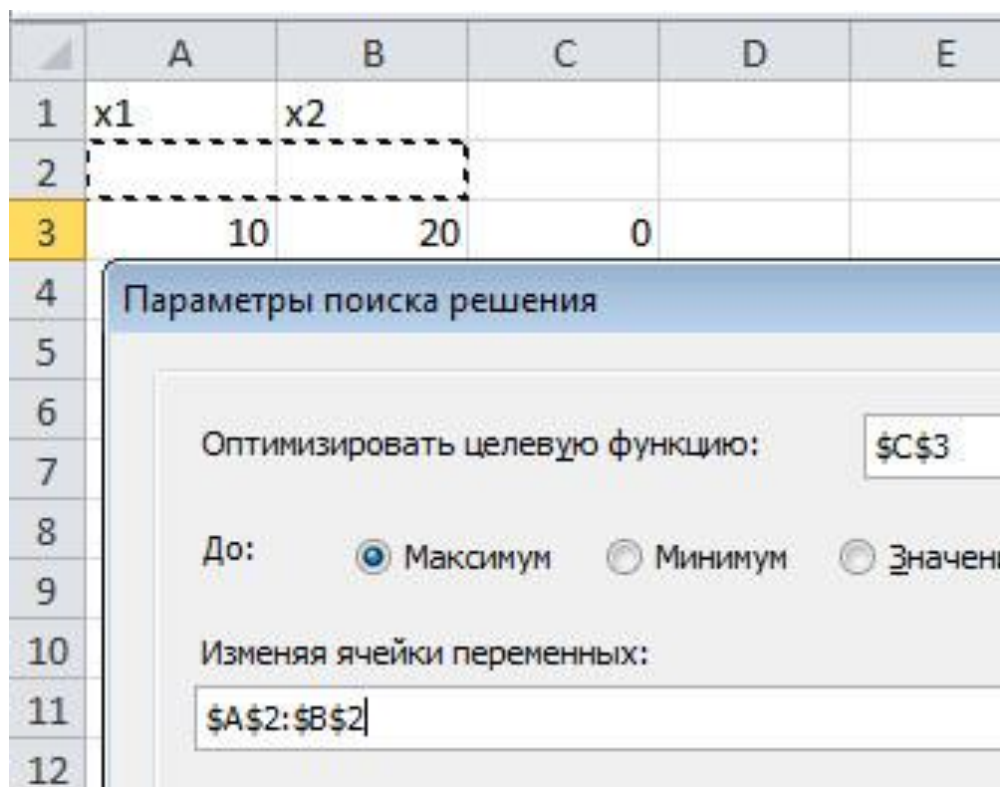 A B C D E
1 x1 x2
2
3 10 20 0
4 Параметры поиска решения
5
6
Оптимизировать целевую функцию: $C$3
7
8
До: Максимум Минимум Значени
9
10 Изменяя ячейки переменных:
11 $A$2:$B$2
12